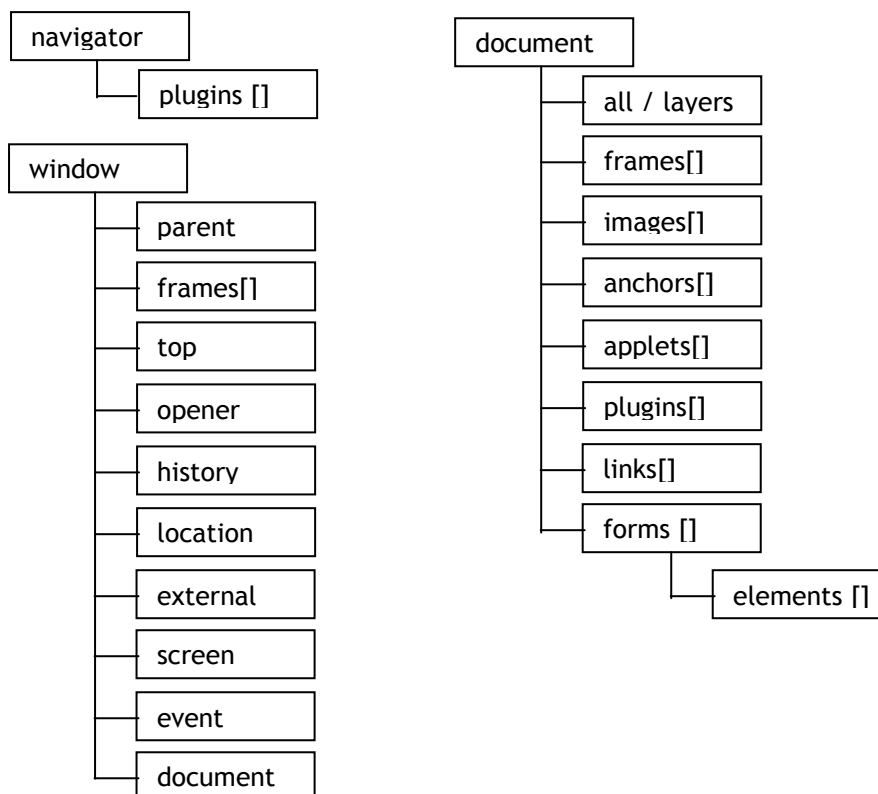 navigator
plugins []
window
parent
frames[]
top
opener
history
location
external
screen
event
document
document
all / layers
frames[]
images[]
anchors[]
applets[]
plugins[]
links[]
forms []
elements []